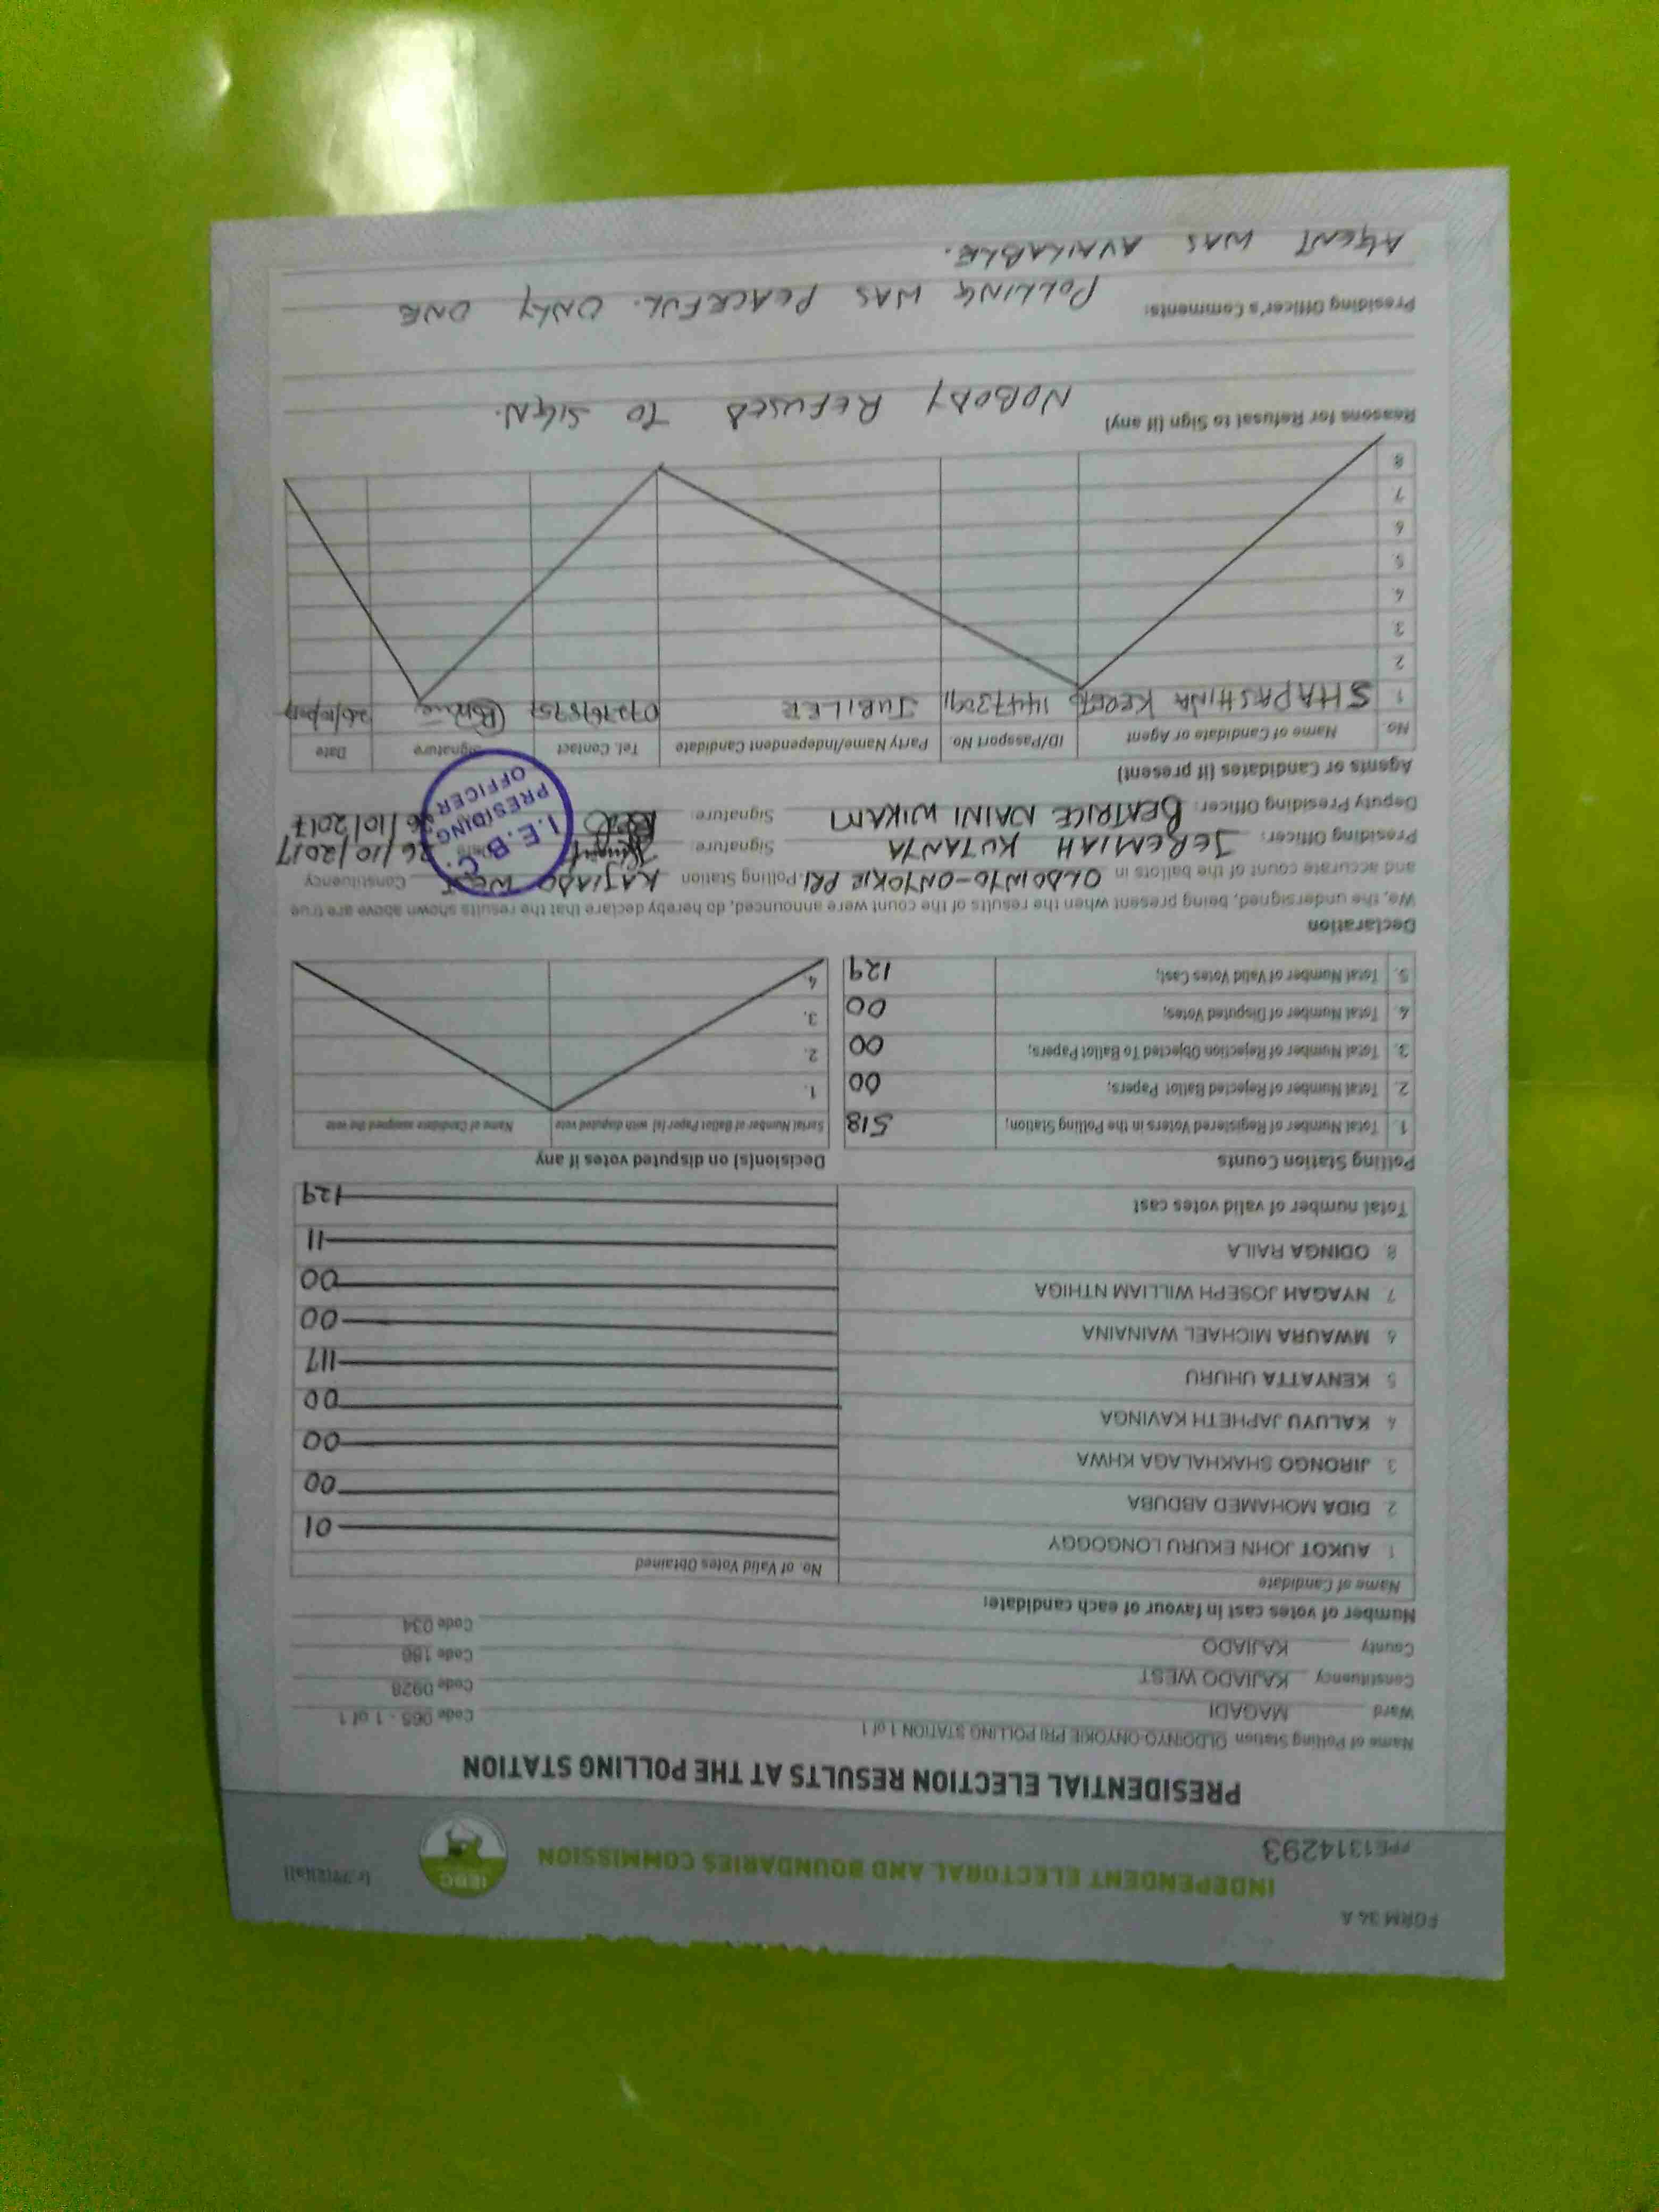 FORM 34 A
INDEPENDENT ELECTORAL AND BOUNDARIES COMMISSION
IEBC
PPE1314293
PRESIDENTIAL ELECTION RESULTS AT THE POLLING STATION
Name of Polling Station OLDOINYO-ONYOKIE PRI POLLING STATION 1 of 1
Code 065 - 1 of 1
Ward MAGADI Code 0928
Constituency KAJIADO WEST Code 186
County KAJIADO Code 034
Number of votes cast in favour of each candidate:
Name of Candidate No. of Valid Votes Obtained
1 AUKOT JOHN EKURU LONGOGGY 01
2 DIDA MOHAMED ABDUBA 00
3 JIRONGO SHAKHALAGA KHWA 00
4 KALUYU JAPHETH KAVINGA 00
5 KENYATTA UHURU 117
6 MWAURA MICHAEL WAINAINA 00
7 NYAGAH JOSEPH WILLIAM NTHIGA 00
8 ODINGA RAILA 11
Total number of valid votes cast 129
Polling Station Counts
1. Total Number of Registered Voters in the Polling Station; 518
2. Total Number of Rejected Ballot Papers; 00
3. Total Number of Rejection Objected To Ballot Papers; 00
4. Total Number of Disputed Votes; 00
5. Total Number of Valid Votes Cast; 129
Decision(s) on disputed votes if any
Serial Number of Ballot Paper (s) with disputed vote Name of Candidate assigned the vote
1.
2.
3.
4.
Declaration
We, the undersigned, being present when the results of the count were announced, do hereby declare that the results shown above are true
and accurate count of the ballots in OLDOINYO-ONYOKIE PRI. Polling Station KAJIADO WEST Constituency
Presiding Officer: JEREMIAH KUTANTA Signature: 26/10/2017
Deputy Presiding Officer: BEATRICE NAINI WIKAM Signature: 26/10/2017
I.E.B.C.
PRESIDING
OFFICER
Agents or Candidates (if present)
No Name of Candidate or Agent ID/Passport No. Party Name/Independent Candidate Tel. Contact Signature Date
1 SHAPASHINA 14473091 JUBILEE 26/10/2017
2
3
4
5
6
7
8
Reasons for Refusal to Sign (if any)
NOBODY REFUSED TO SIGN.
Presiding Officer's Comments: POLLING WAS PEACEFUL. ONLY ONE
AGENT WAS AVAILABLE.